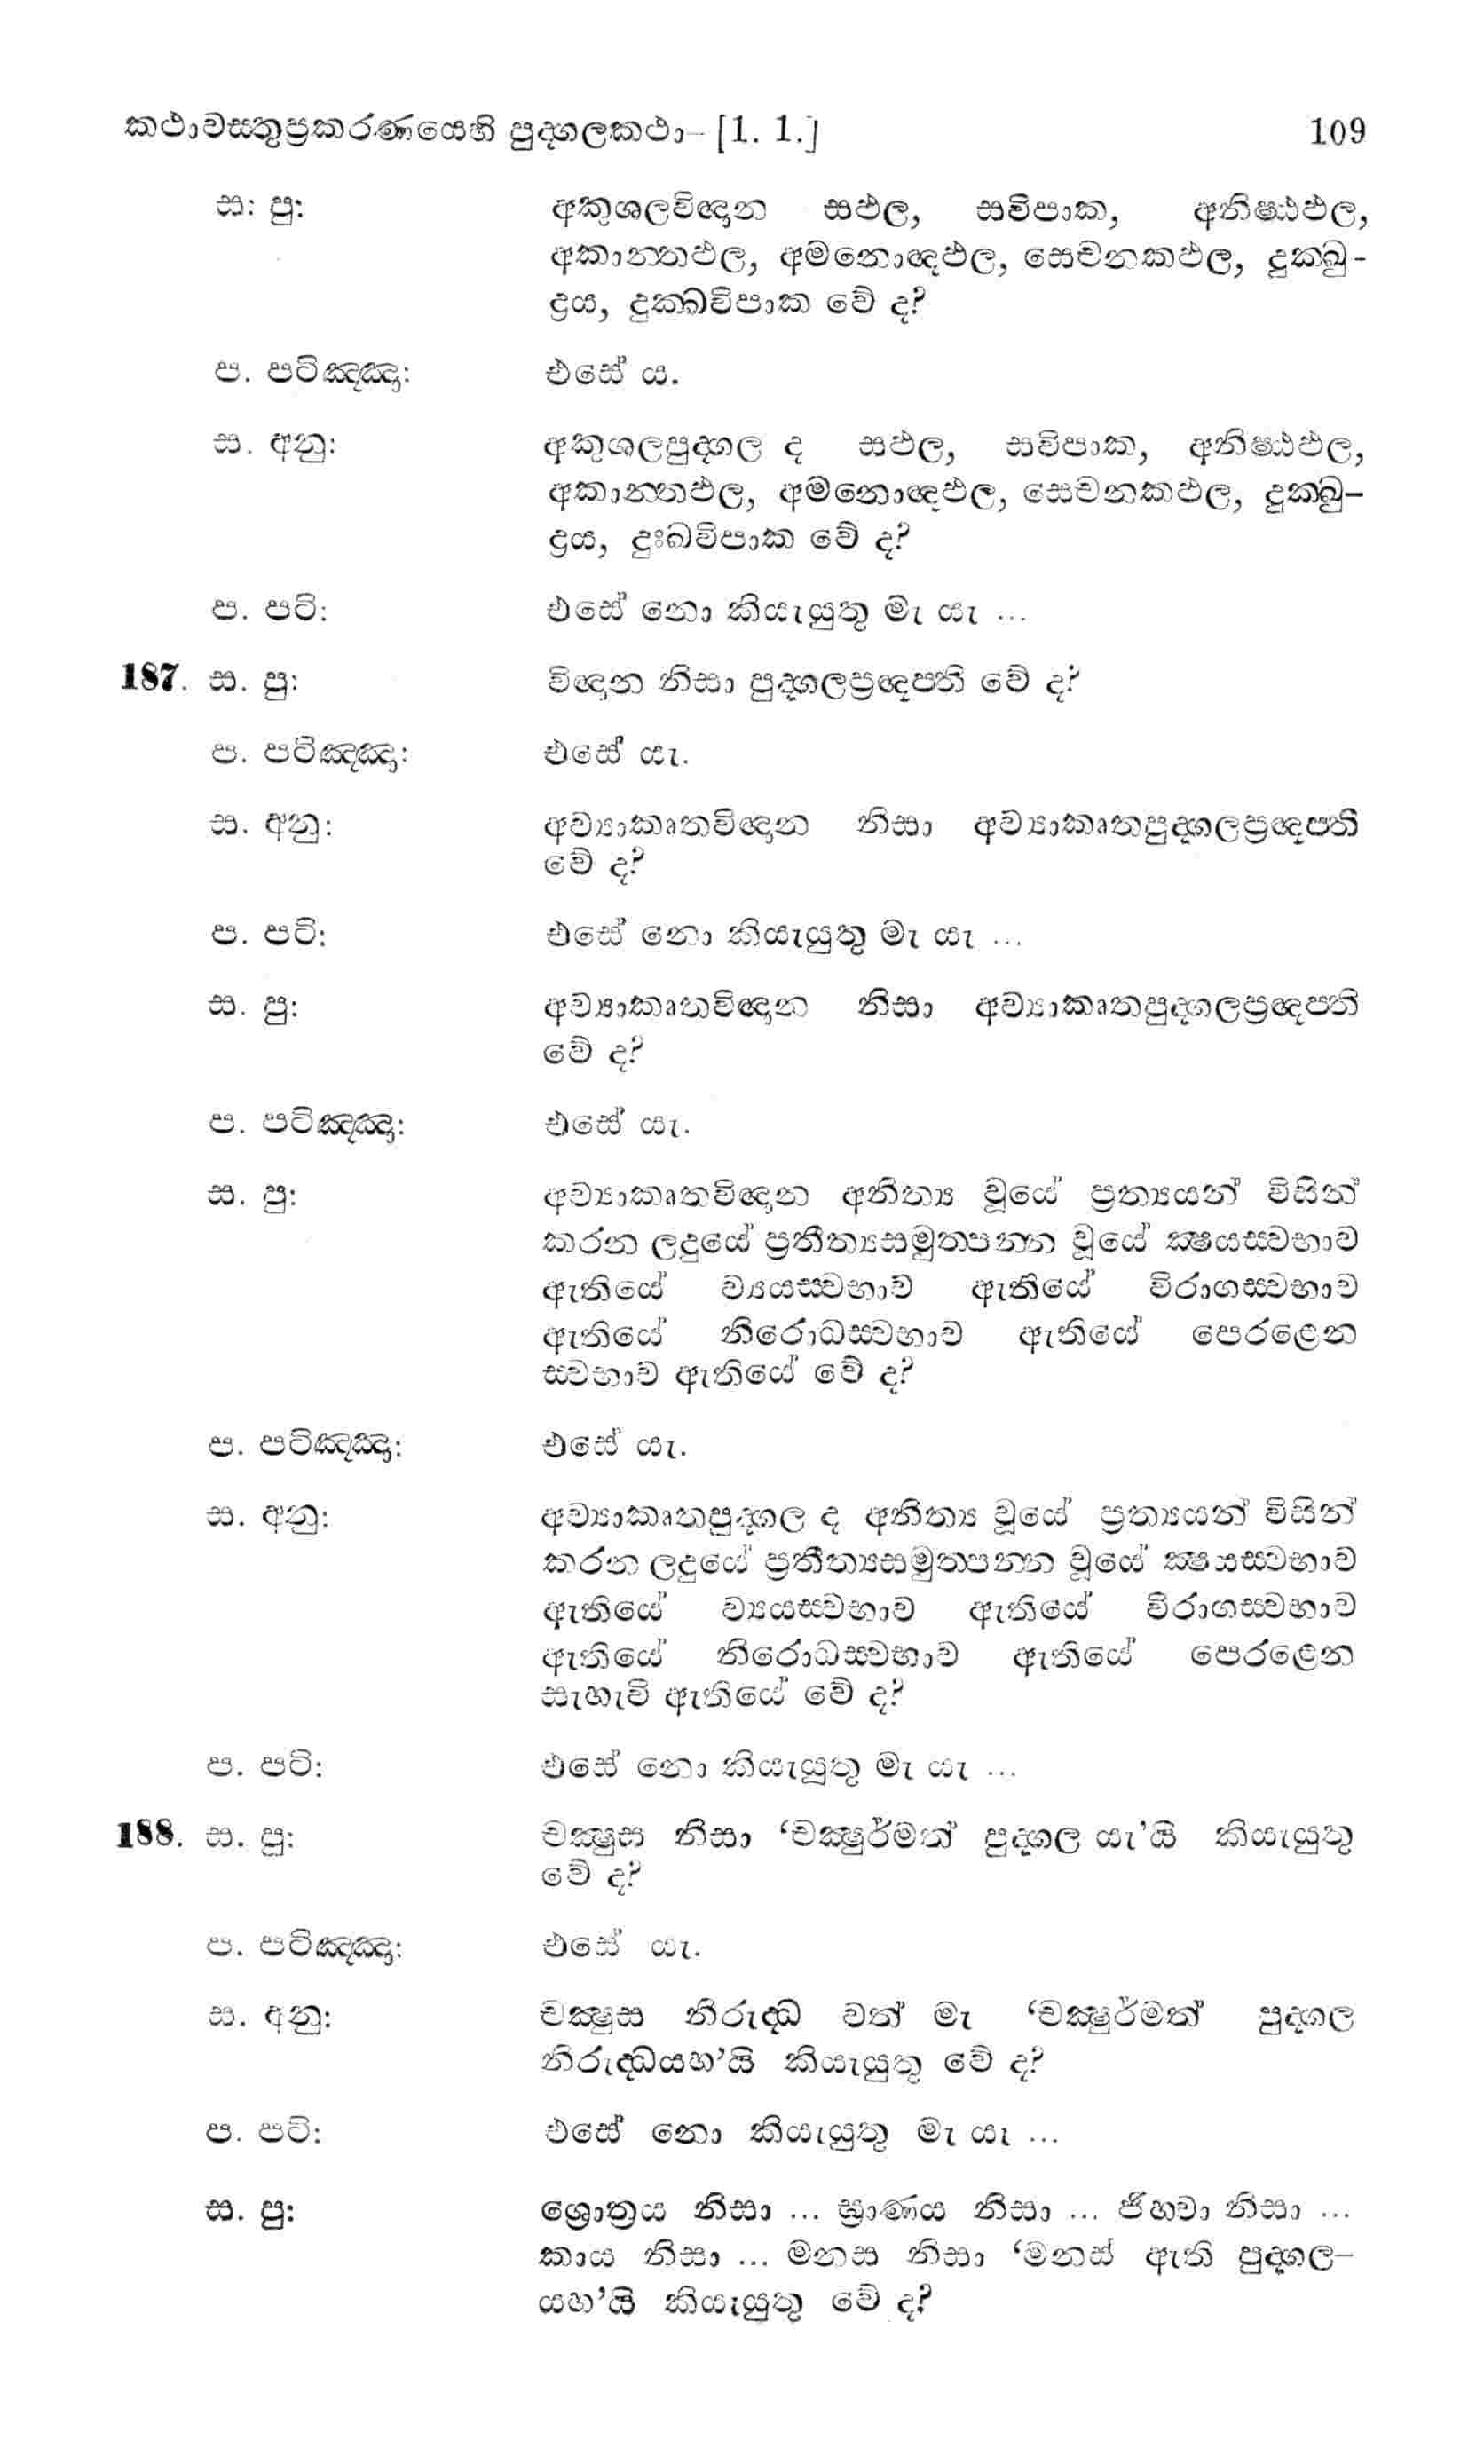 කථාවස්තුප්‍රකරණයෙහි පුද්ගලකථා– [1. 1.] 109
ස: පු: අකුශලවිඥාන සඵල, සවිපාක, අනිෂ්ඨඵල,
අකාන්තඵල, අමනොඥඵල, සෙචනකඵල, දුක්ඛු-
ද්‍රය, දුක්ඛවිපාක වේ ද?
ප. පටිඤ්ඤා: එසේ ය.
ස. අනු: අකුශලපුද්ගල ද සඵල, සවිපාක, අනිෂ්ඨඵල,
අකාන්තඵල, අමනොඥඵල, සෙචනකඵල, දුක්ඛු–
ද්‍රය, දුඃඛවිපාක වේ ද?
ප. පටි: එසේ නො කියැයුතු මැ යැ ...
187. ස. පු: විඥාන නිසා පුද්ගලප්‍රඥප්ති වේ ද?
ප. පටිඤ්ඤා: එසේ යැ.
ස. අනු: අව්‍යාකෘතවිඥාන නිසා අව්‍යාකෘතපුද්ගලප්‍රඥප්ති
වේ ද?
ප. පටි: එසේ නො කියැයුතු මැ යැ ...
ස. පු: අව්‍යාකෘතවිඥාන නිසා අව්‍යාකෘතපුද්ගලප්‍රඥප්ති
වේ ද?
ප. පටිඤ්ඤා: එසේ යැ.
ස. පු: අව්‍යාකෘතවිඥාන අනිත්‍ය වූයේ ප්‍රත්‍යයන් විසින්
කරන ලදුයේ ප්‍රතීත්‍යසමුත්පන්න වූයේ ක්‍ෂයස්වභාව
ඇතියේ ව්‍යයස්වභාව ඇතියේ විරාගස්වභාව
ඇතියේ නිරොධස්වභාව ඇතියේ පෙරළෙන
ස්වභාව ඇතියේ වේ ද?
ප. පටිඤ්ඤා: එසේ යැ.
ස. අනු: අව්‍යාකෘතපුද්ගල ද අනිත්‍ය වූයේ ප්‍රත්‍යයන් විසින්
කරන ලදුයේ ප්‍රතීත්‍යසමුත්පන්න වූයේ ක්‍ෂයස්වභාව
ඇතියේ ව්‍යයස්වභාව ඇතියේ විරාගස්වභාව
ඇතියේ නිරොධස්වභාව ඇතියේ පෙරළෙන
සැහැවි ඇතියේ වේ ද?
ප. පටි: එසේ නො කියැයුතු මැ යැ ...
188. ස. පු: චක්‍ෂුස නිසා ‘චක්‍ෂුර්මත් පුද්ගල යැ’යි කියැයුතු
වේ ද?
ප. පටිඤ්ඤා: එසේ යැ.
ස. අනු: චක්‍ෂුස නිරුද්ධ වත් මැ ‘චක්‍ෂුර්මත් පුද්ගල
නිරුද්ධයහ’යි කියැයුතු වේ ද?
ප. පටි: එසේ නො කියැයුතු මැ යැ ...
ස. පු: ශ්‍රොත්‍රය නිසා ... ඝ්‍රාණය නිසා ... ජිහ්වා නිසා ...
කාය නිසා ... මනස නිසා ‘මනස් ඇති පුද්ගල–
යහ’යි කියැයුතු වේ ද?